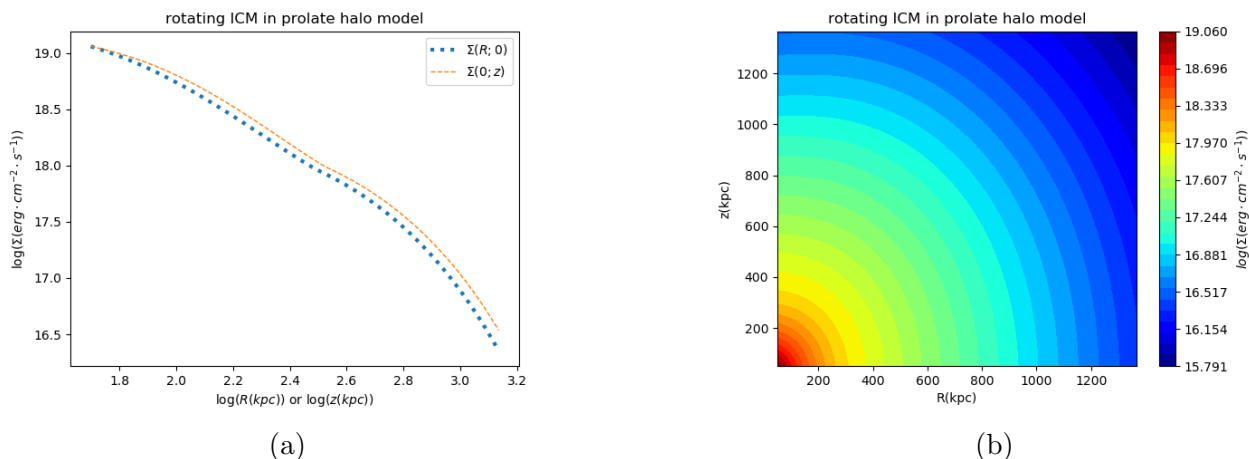 rotating ICM in prolate halo model
log(Σ(erg · cm⁻² · s⁻¹))
19.0
18.5
18.0
17.5
17.0
16.5
Σ(R; 0)
Σ(0; z)
1.8 2.0 2.2 2.4 2.6 2.8 3.0 3.2
log(R(kpc)) or log(z(kpc))
(a)
rotating ICM in prolate halo model
z(kpc)
1200
1000
800
600
400
200
200 400 600 800 1000 1200
R(kpc)
19.060
18.696
18.333
17.970
17.607
17.244
16.881
16.517
16.154
15.791
log(Σ(erg · cm⁻² · s⁻¹))
(b)